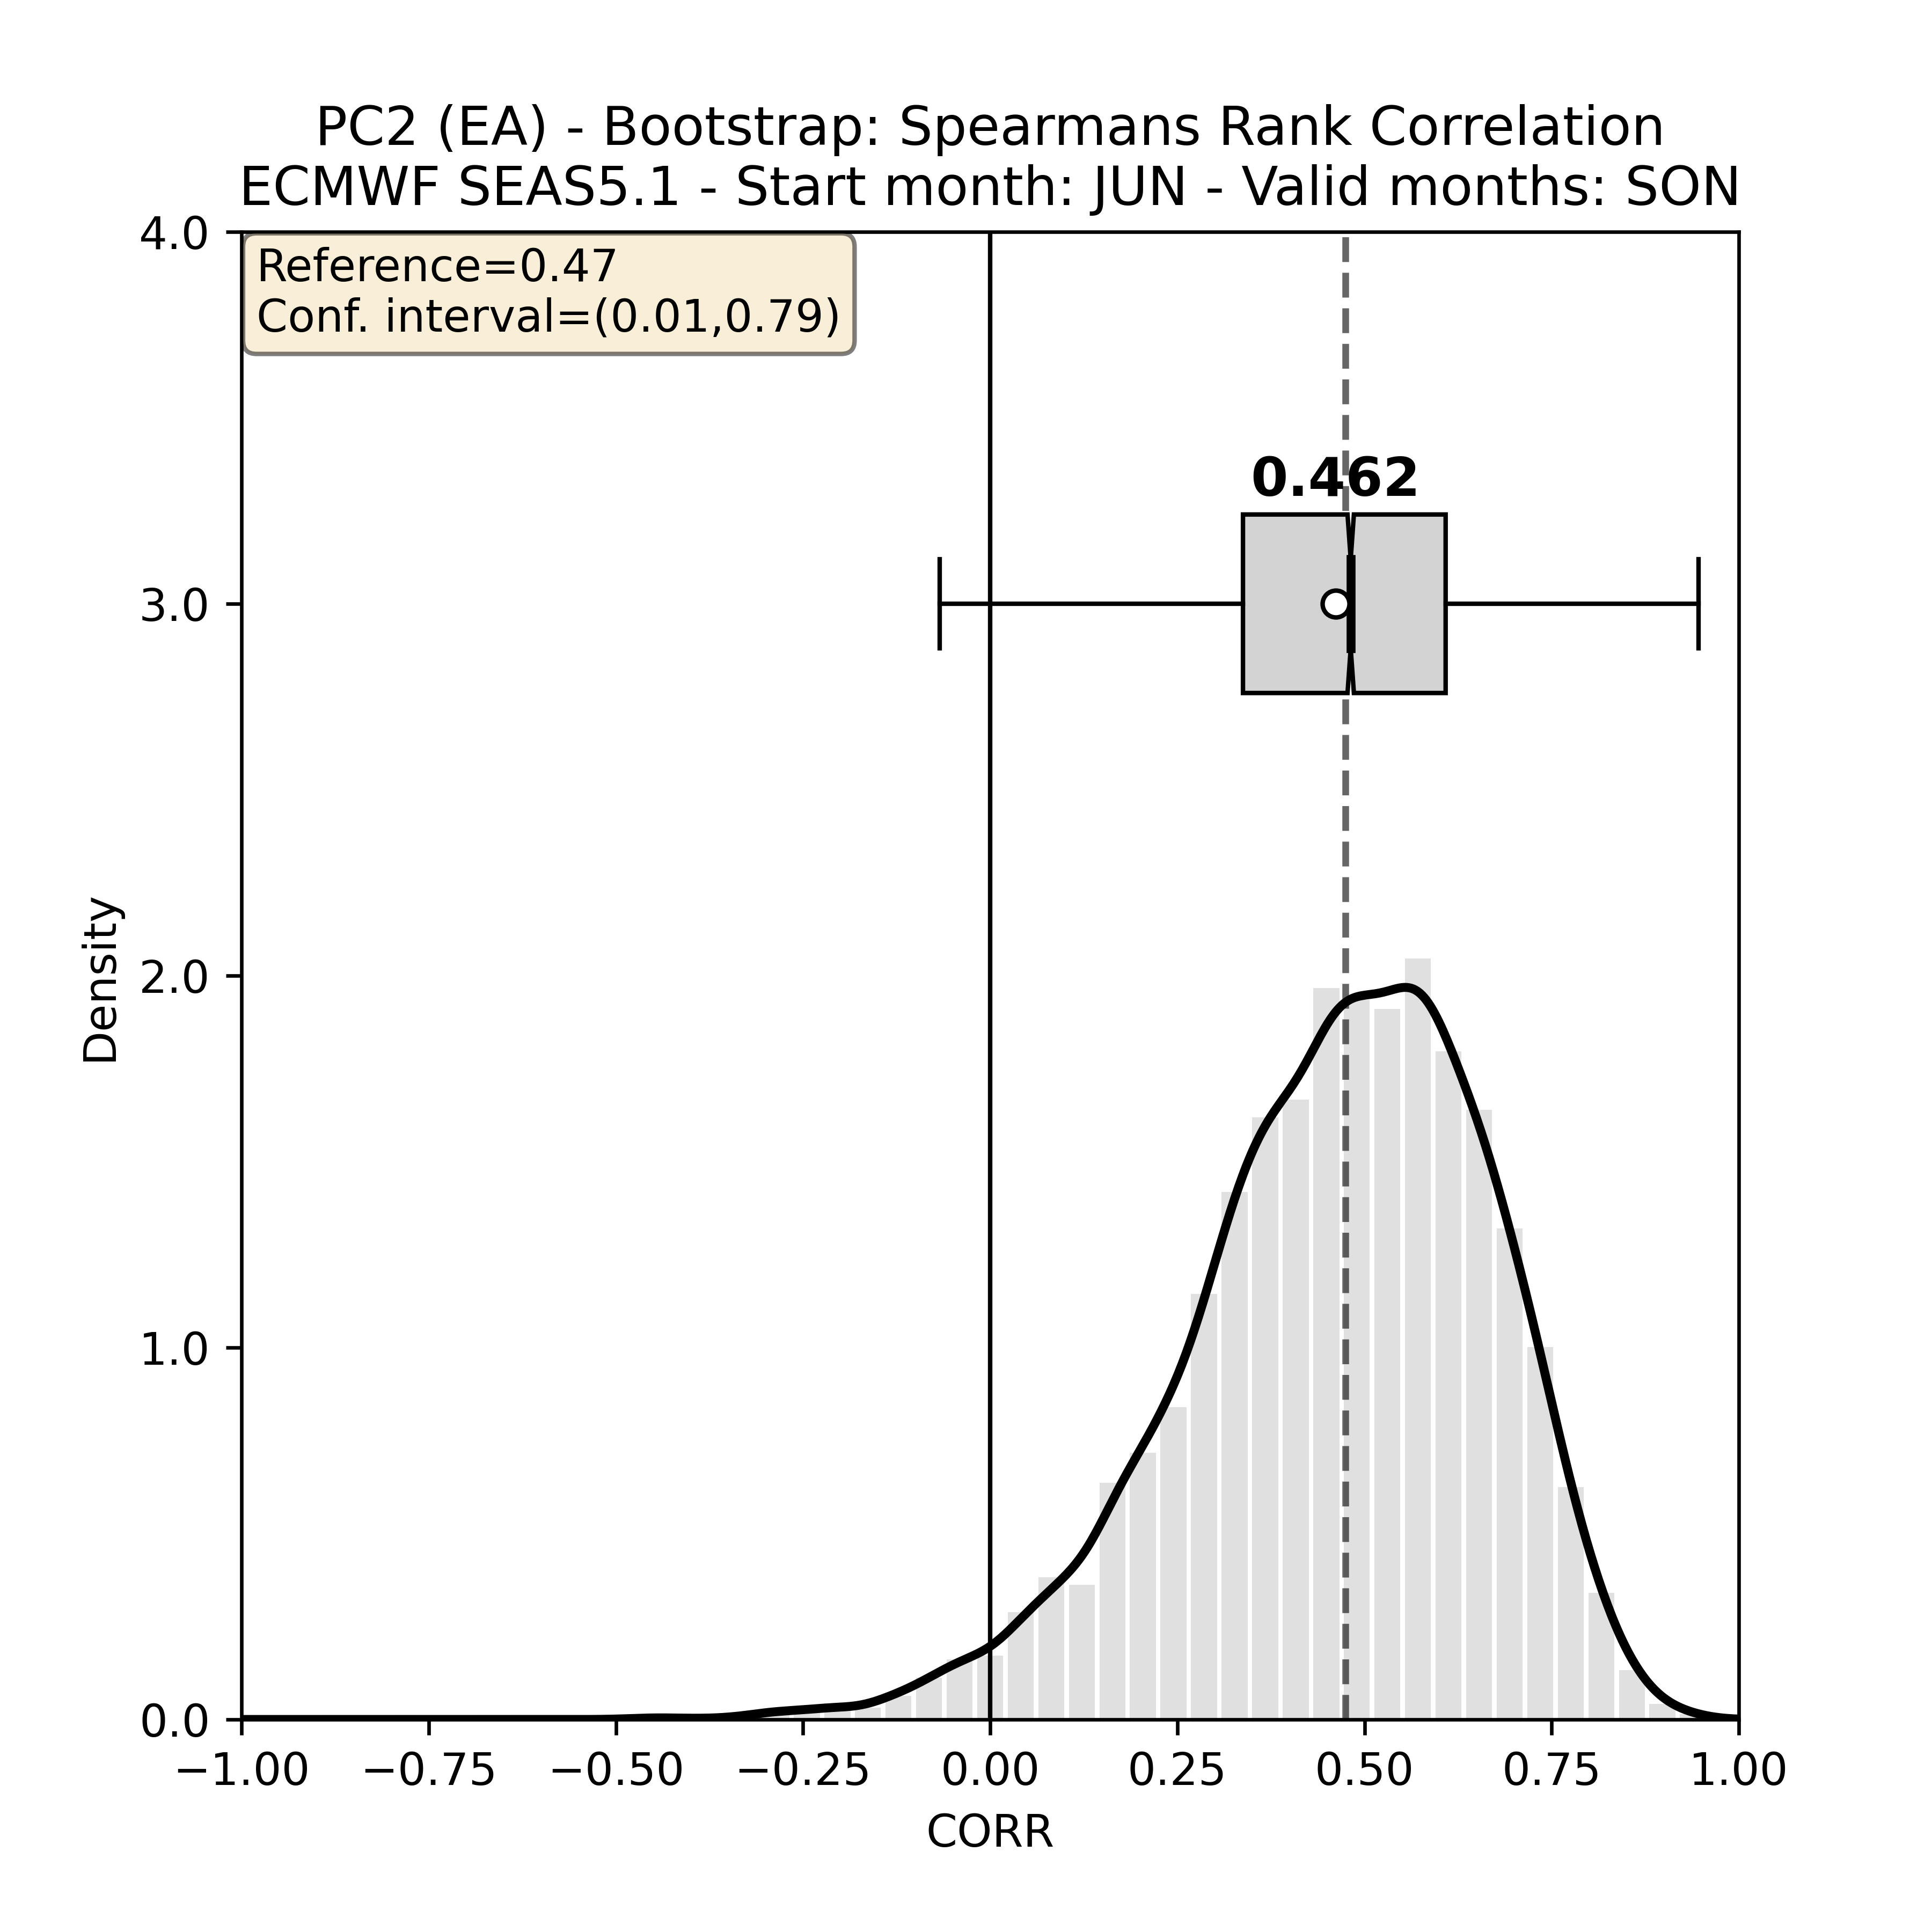 PC2 (EA) - Bootstrap: Spearmans Rank Correlation
ECMWF SEAS5.1 - Start month: JUN - Valid months: SON
Reference=0.47
Conf. interval=(0.01,0.79)
0.462
Density
4.0
3.0
2.0
1.0
0.0
−1.00 −0.75 −0.50 −0.25 0.00 0.25 0.50 0.75 1.00
CORR